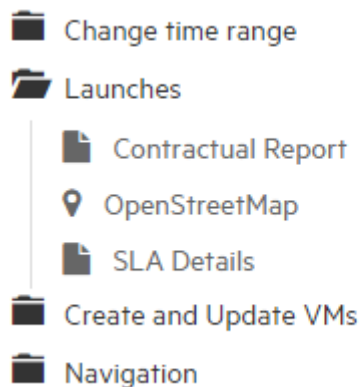 Change time range
Launches
Contractual Report
OpenStreetMap
SLA Details
Create and Update VMs
Navigation